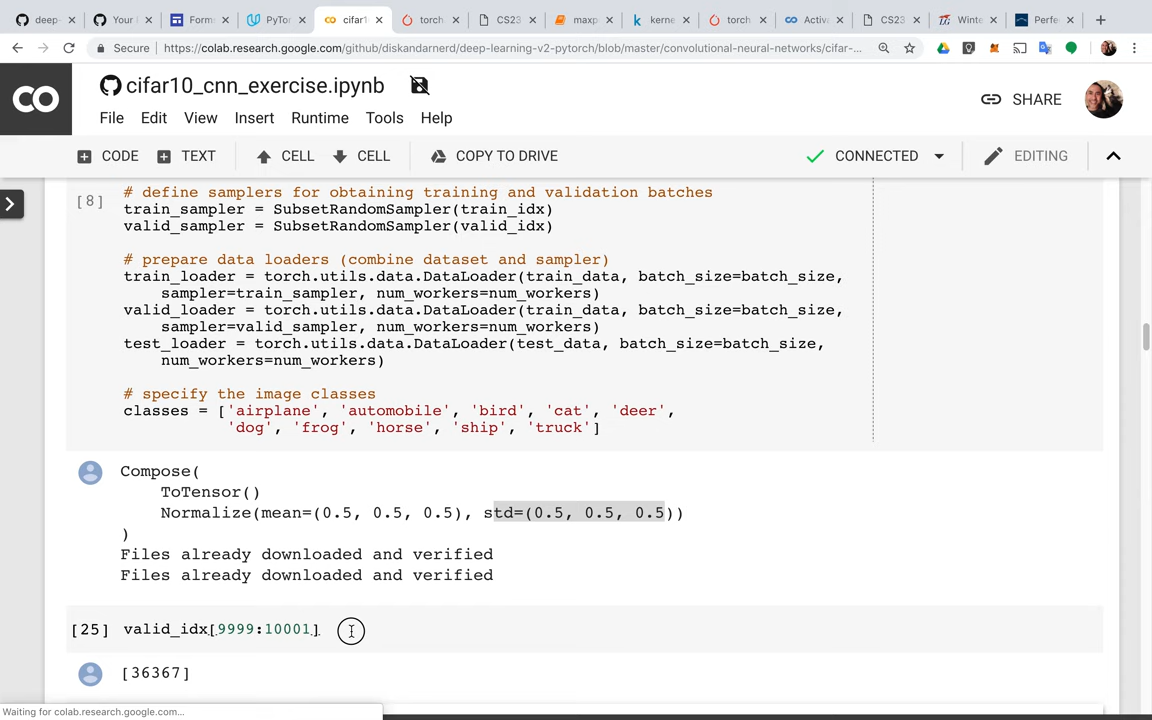 deep-
Your
Forms
PyTor
cifar1
torch.
CS23
maxp
kerne
torch
Activa
CS23
Winte
Perfe
Secure
https://colab.research.google.com/github/diskandarnerd/deep-learning-v2-pytorch/blob/master/convolutional-neural-networks/cifar-...
CO
cifar10_cnn_exercise.ipynb
SHARE
File Edit View Insert Runtime Tools Help
CODE TEXT CELL CELL COPY TO DRIVE CONNECTED EDITING
[8]
# define samplers for obtaining training and validation batches
train_sampler = SubsetRandomSampler(train_idx)
valid_sampler = SubsetRandomSampler(valid_idx)
# prepare data loaders (combine dataset and sampler)
train_loader = torch.utils.data.DataLoader(train_data, batch_size=batch_size,
sampler=train_sampler, num_workers=num_workers)
valid_loader = torch.utils.data.DataLoader(train_data, batch_size=batch_size,
sampler=valid_sampler, num_workers=num_workers)
test_loader = torch.utils.data.DataLoader(test_data, batch_size=batch_size,
num_workers=num_workers)
# specify the image classes
classes = ['airplane', 'automobile', 'bird', 'cat', 'deer',
'dog', 'frog', 'horse', 'ship', 'truck']
Compose(
ToTensor()
Normalize(mean=(0.5, 0.5, 0.5), std=(0.5, 0.5, 0.5))
)
Files already downloaded and verified
Files already downloaded and verified
[25] valid_idx[9999:10001]
[36367]
Waiting for colab.research.google.com...